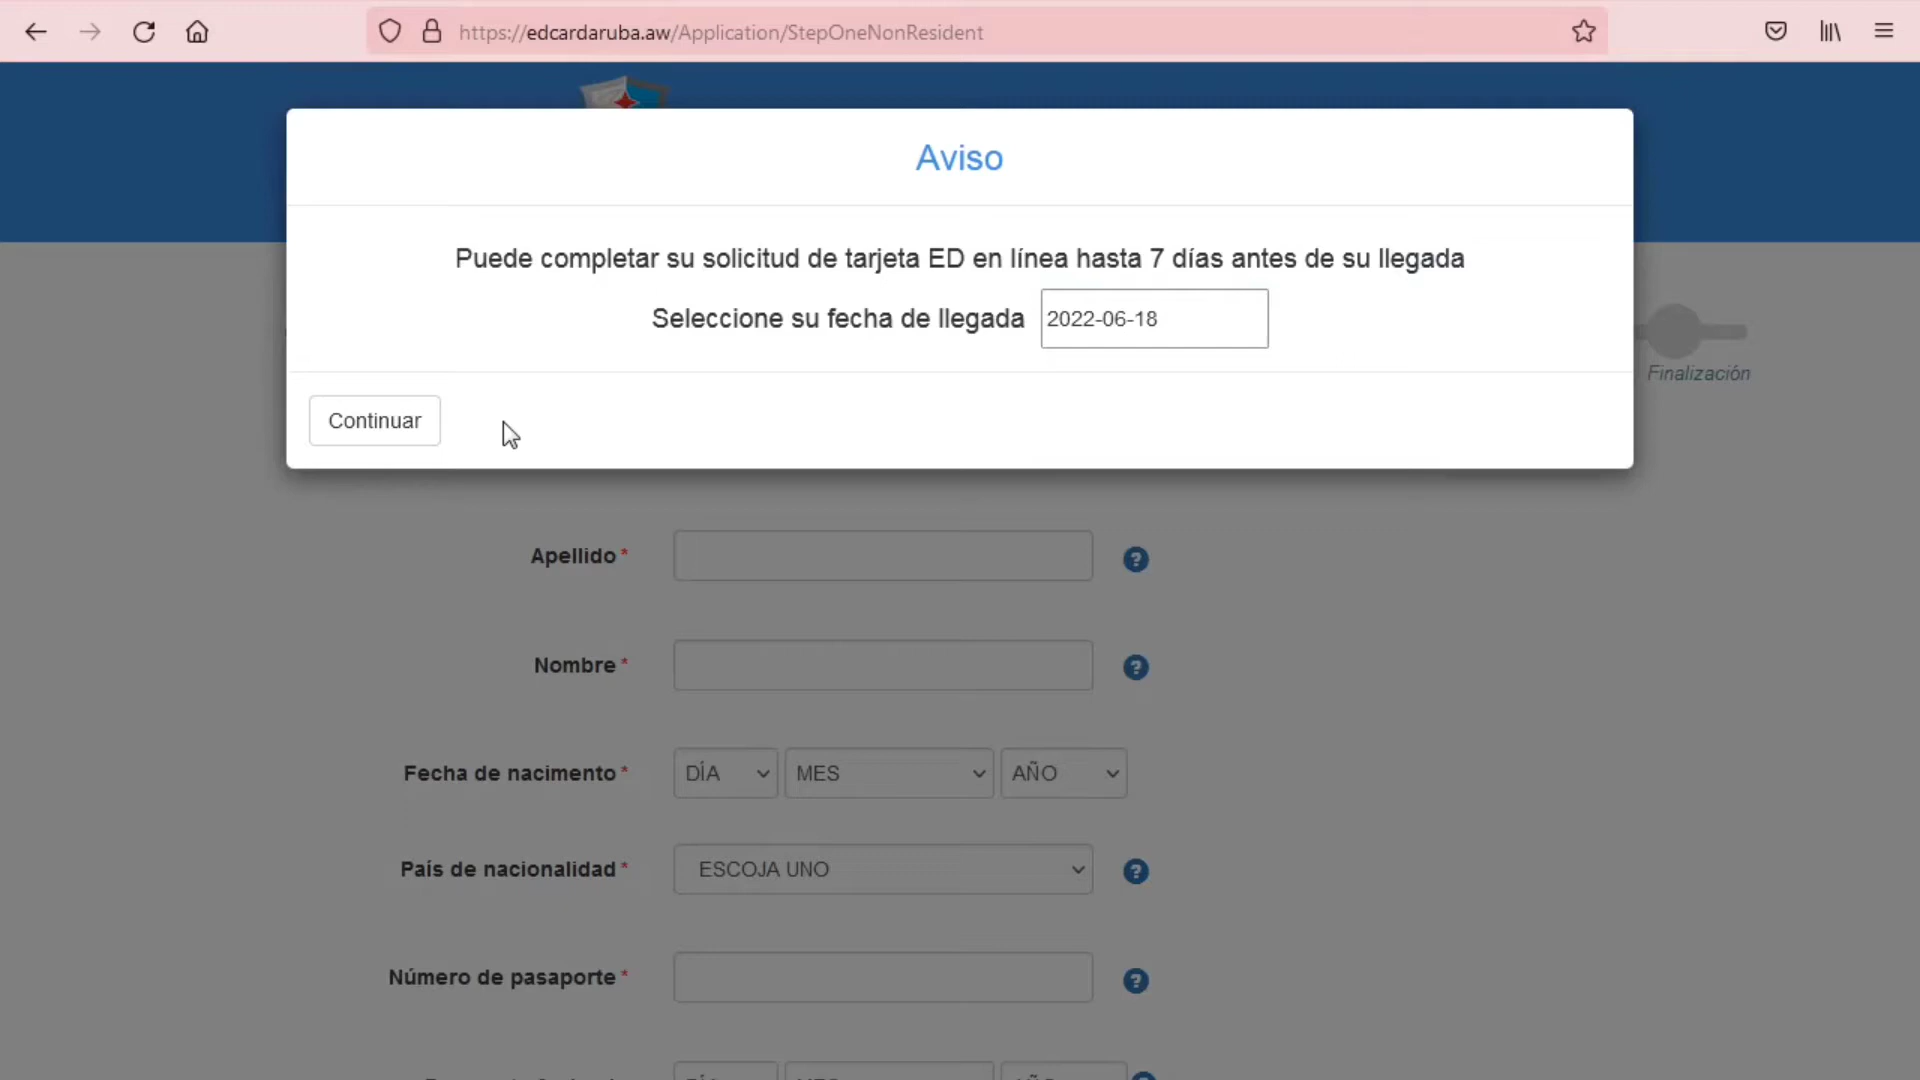 https://edcardaruba.aw/Application/StepOneNonResident
Aviso
Puede completar su solicitud de tarjeta ED en línea hasta 7 días antes de su llegada
Seleccione su fecha de llegada 2022-06-18
Finalización
Continuar
Apellido *
Nombre *
Fecha de nacimiento * DÍA MES AÑO
País de nacionalidad * ESCOJA UNO
Número de pasaporte *